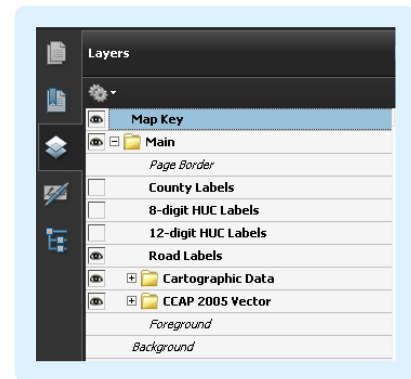 Layers
Map Key
Main
Page Border
County Labels
8-digit HUC Labels
12-digit HUC Labels
Road Labels
Cartographic Data
CCAP 2005 Vector
Foreground
Background